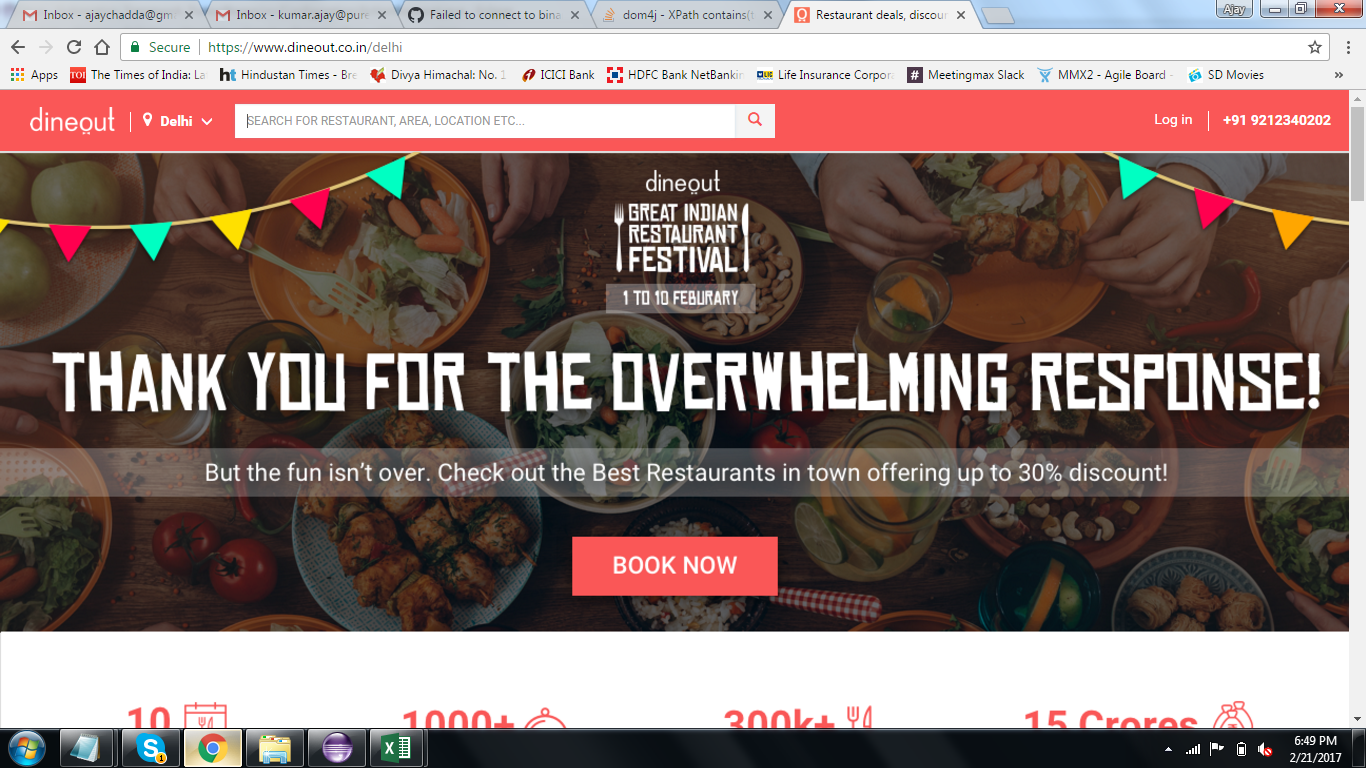 Inbox - ajaychadda@gm
Inbox - kumar.ajay@pure
Failed to connect to bina
dom4j - XPath contains(t
Restaurant deals, discoun
Ajay
Secure
https://www.dineout.co.in/delhi
Apps
TOI
The Times of India: La
ht
Hindustan Times - Bre
Divya Himachal: No. 1
ICICI Bank
HDFC Bank NetBankin
Life Insurance Corpor
Meetingmax Slack
MMX2 - Agile Board -
SD Movies
dineout
Delhi
SEARCH FOR RESTAURANT, AREA, LOCATION ETC...
Log in
+91 9212340202
dineout
GREAT INDIAN
RESTAURANT
FESTIVAL
1 TO 10 FEBURARY
THANK YOU FOR THE OVERWHELMING RESPONSE!
But the fun isn't over. Check out the Best Restaurants in town offering up to 30% discount!
BOOK NOW
10
1000+
300k+
15 Crores
1
6:49 PM
2/21/2017